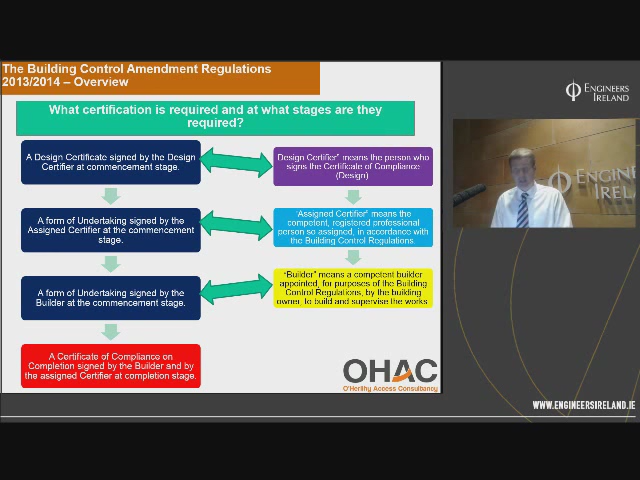 The Building Control Amendment Regulations
2013/2014 – Overview
What certification is required and at what stages are they
required?
A Design Certificate signed by the Design
Certifier at commencement stage.
Design Certifier" means the person who
signs the Certificate of Compliance
(Design)
A form of Undertaking signed by the
Assigned Certifier at the commencement
stage.
'Assigned Certifier" means the
competent, registered professional
person so assigned, in accordance with
the Building Control Regulations.
A form of Undertaking signed by the
Builder at the commencement stage.
"Builder" means a competent builder
appointed, for purposes of the Building
Control Regulations, by the building
owner, to build and supervise the works
A Certificate of Compliance on
Completion signed by the Builder and by
the assigned Certifier at completion stage.
OHAC
O'Herlihy Access Consultancy
ENGINEERS
IRELAND
ENGINE
IREL
WWW.ENGINEERSIRELAND.IE